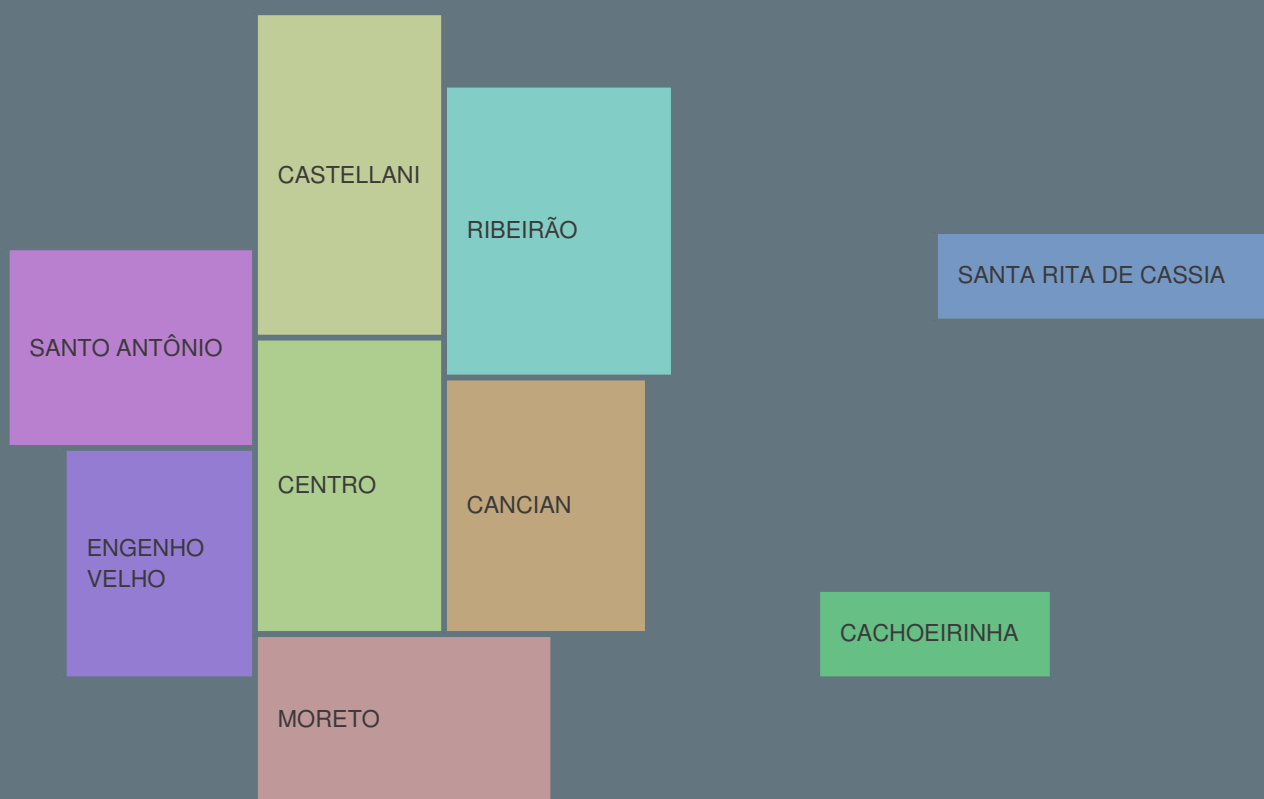 CASTELLANI
RIBEIRÃO
SANTA RITA DE CASSIA
SANTO ANTÔNIO
CENTRO
CANCIAN
ENGENHO
VELHO
CACHOEIRINHA
MORETO